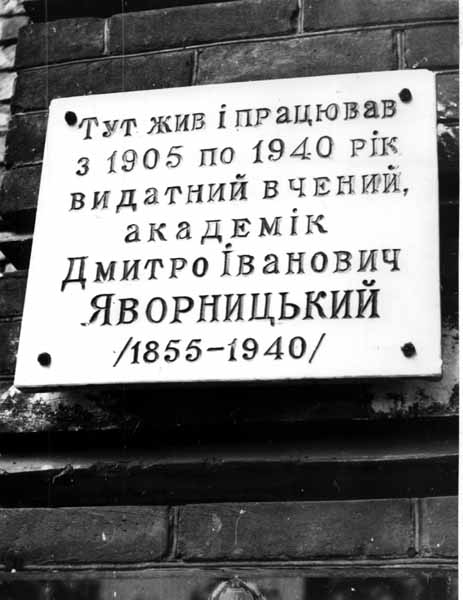 Тут жив і працював
з 1905 по 1940 рік
видатний вчений,
академік
Дмитро Іванович
ЯВОРНИЦЬКИЙ
/1855-1940/